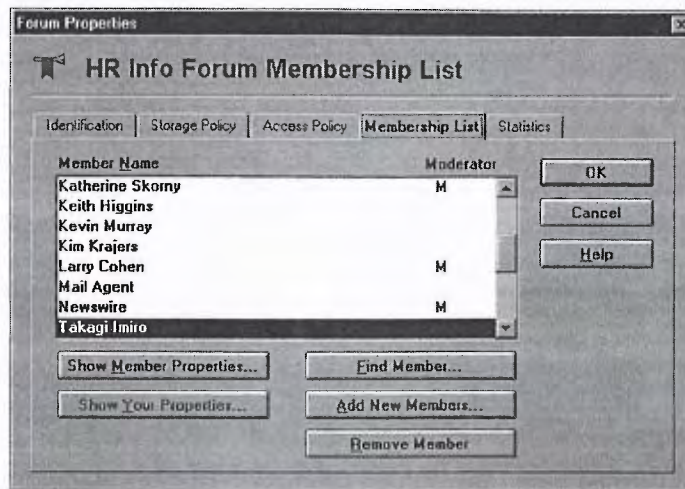 Forum Properties
HR Info Forum Membership List
Identification
Storage Policy
Access Policy
Membership List
Statistics
Member Name
Moderator
Katherine Skorny M
Keith Higgins
Kevin Murray
Kim Krajers
Larry Cohen M
Mail Agent
Newswire M
Takagi Imiro
OK
Cancel
Help
Show Member Properties...
Find Member...
Show Your Properties...
Add New Members...
Remove Member